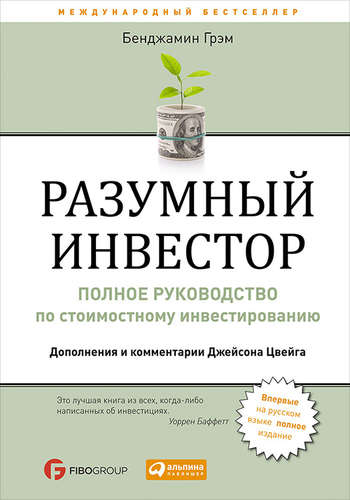 МЕЖДУНАРОДНЫЙ БЕСТСЕЛЛЕР
Бенджамин Грэм
РАЗУМНЫЙ
ИНВЕСТОР
ПОЛНОЕ РУКОВОДСТВО
по стоимостному инвестированию
Дополнения и комментарии Джейсона Цвейга
Это лучшая книга из всех, когда-либо
написанных об инвестициях.
Уоррен Баффетт
Впервые
на русском
языке полное
издание
FIBOGROUP
АЛЬПИНА
ПАБЛИШЕР